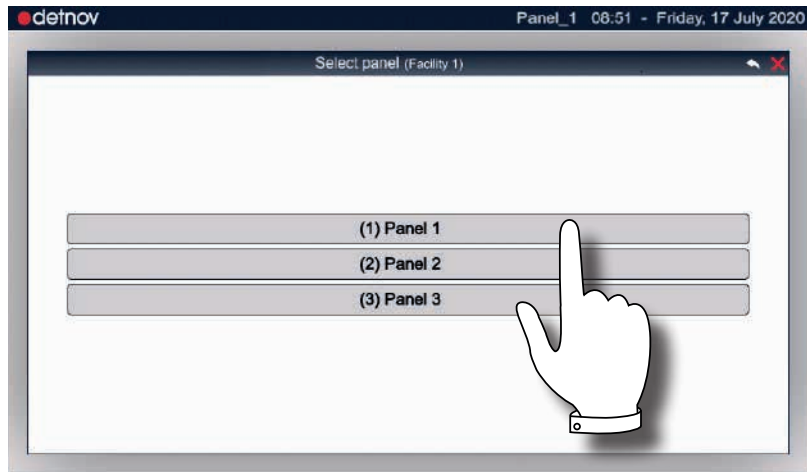 detnov Panel_1 08:51 - Friday, 17 July 2020
Select panel (Facility 1)
(1) Panel 1
(2) Panel 2
(3) Panel 3